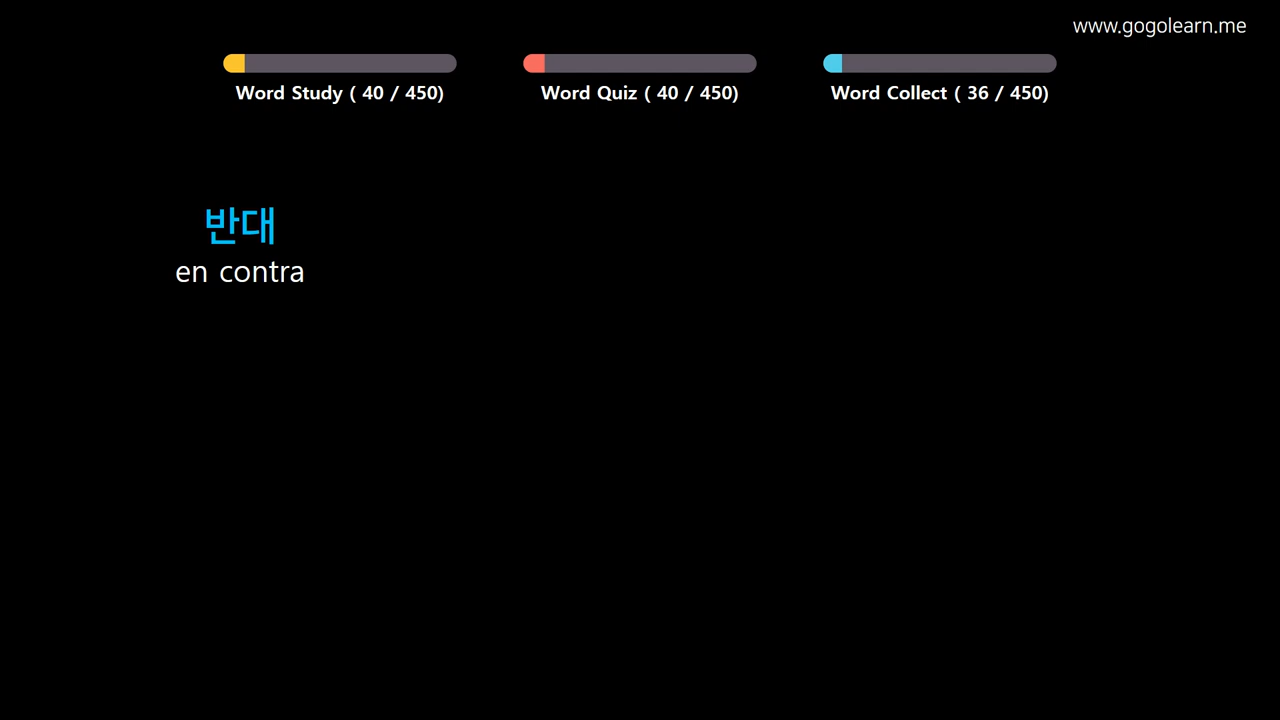 www.gogolearn.me
Word Study ( 40 / 450)
Word Quiz ( 40 / 450)
Word Collect ( 36 / 450)
반대
en contra